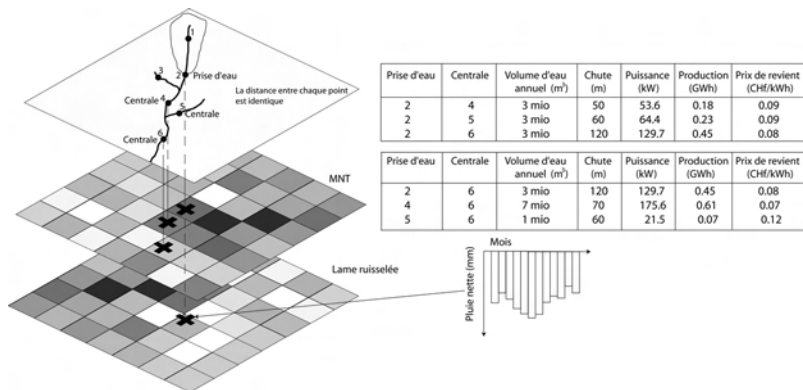 1
3
2
Prise d'eau
Centrale
4
5
Centrale
La distance entre chaque point
est identique
6
Centrale
MNT
Lame ruisselée
Prise d'eau Centrale Volume d'eau annuel (m³) Chute (m) Puissance (kW) Production (GWh) Prix de revient (CHf/kWh)
2 4 3 mio 50 53.6 0.18 0.09
2 5 3 mio 60 64.4 0.23 0.09
2 6 3 mio 120 129.7 0.45 0.08
Prise d'eau Centrale Volume d'eau annuel (m³) Chute (m) Puissance (kW) Production (GWh) Prix de revient (CHf/kWh)
2 6 3 mio 120 129.7 0.45 0.08
4 6 7 mio 70 175.6 0.61 0.07
5 6 1 mio 60 21.5 0.07 0.12
Mois
Pluie nette (mm)